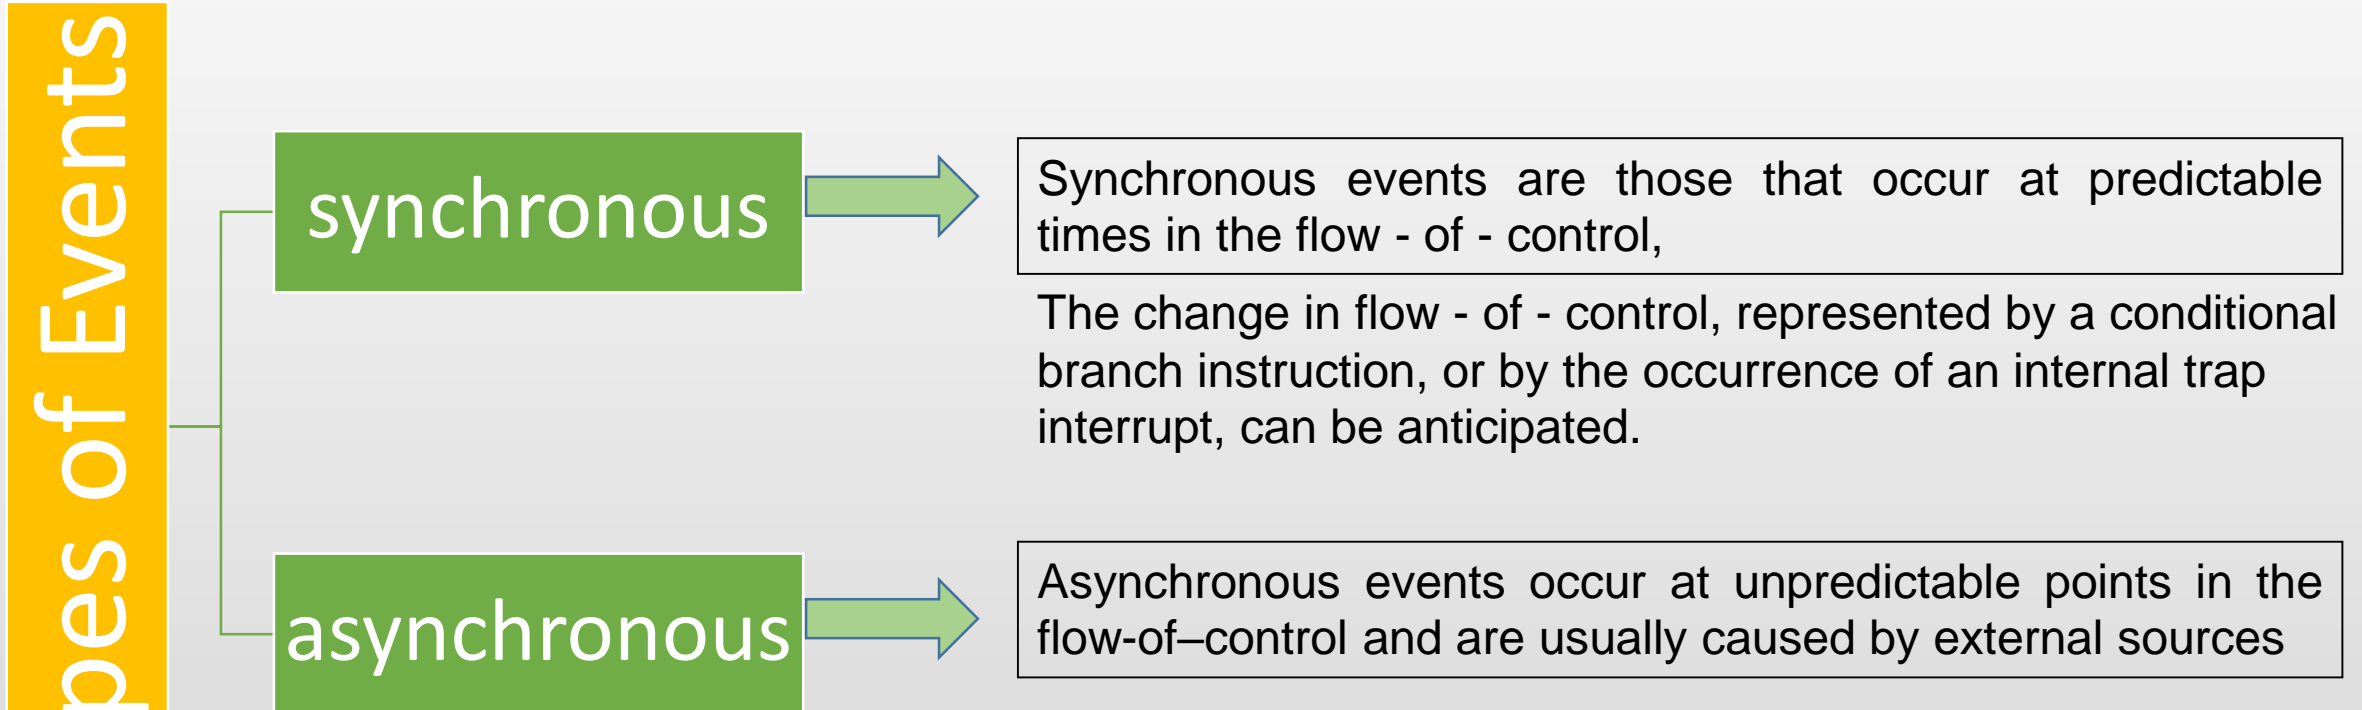 pes of Events
synchronous
Synchronous events are those that occur at predictable
times in the flow - of - control,
The change in flow - of - control, represented by a conditional
branch instruction, or by the occurrence of an internal trap
interrupt, can be anticipated.
asynchronous
Asynchronous events occur at unpredictable points in the
flow-of–control and are usually caused by external sources